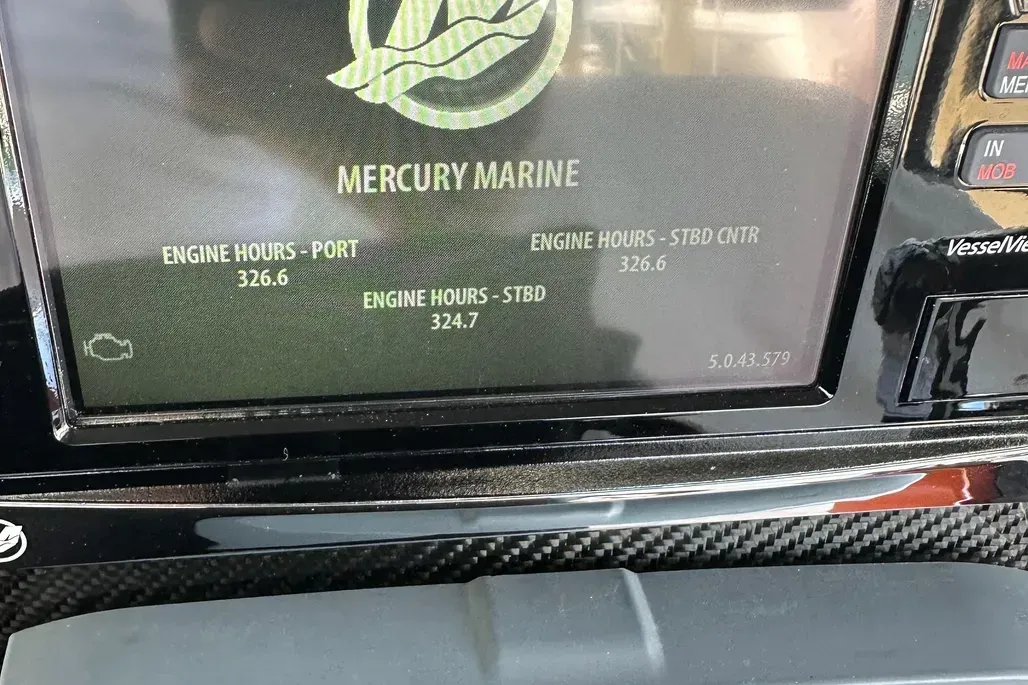 MERCURY MARINE
ENGINE HOURS - PORT
326.6
ENGINE HOURS - STBD CNTR
326.6
ENGINE HOURS - STBD
324.7
5.0.43.579
IN
MOB